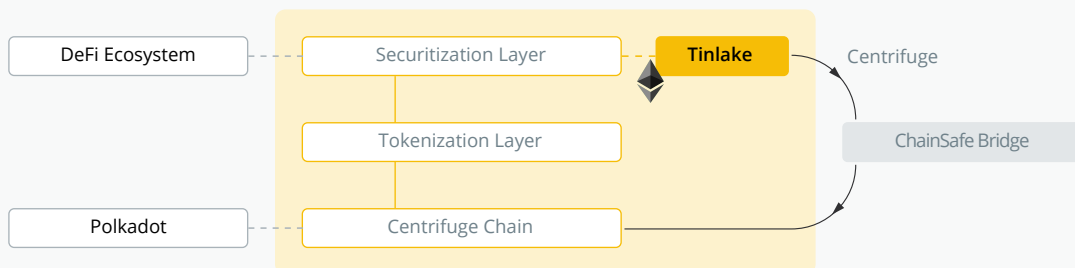 DeFi Ecosystem
Securitization Layer
Tinlake
Centrifuge
Tokenization Layer
ChainSafe Bridge
Polkadot
Centrifuge Chain